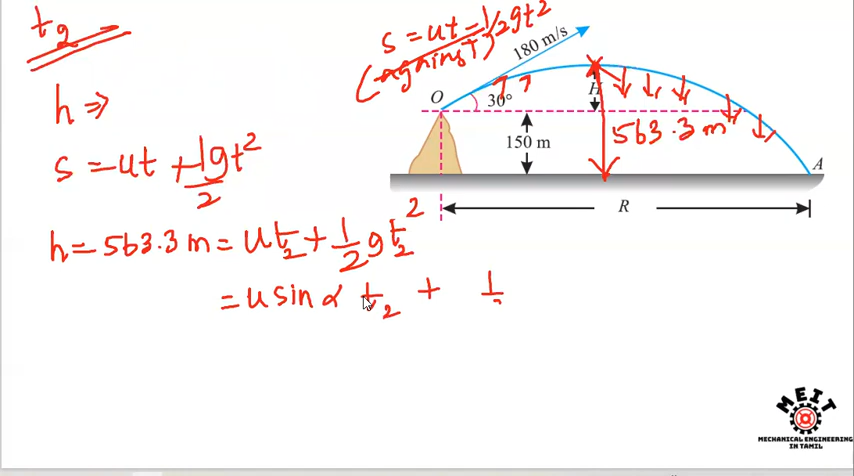 t₂
s = ut = 1/2 gt²
(against)
180 m/s
h ⇒
O
30°
H
563.3 m
150 m
A
s = ut + 1/2 gt²
R
h = 563.3 m = ut₂ + 1/2 g t₂²
= u sin α t₂ + 1/
MEIT
MECHANICAL ENGINEERING
IN TAMIL